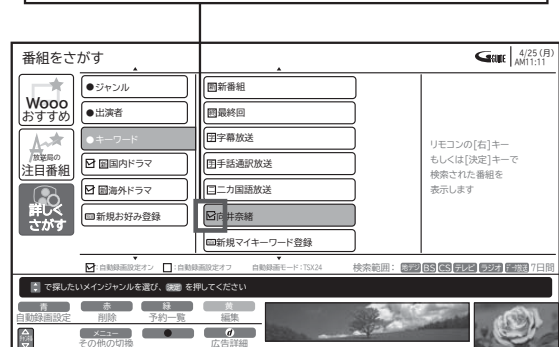 番組をさがす
GGUIDE 4/25(月)
AM11:11
Wooo
おすすめ
放送局の
注目番組
詳しく
さがす
●ジャンル
●出演者
●キーワード
国内ドラマ
海外ドラマ
新規お好み登録
新番組
最終回
字幕放送
手話通訳放送
二カ国語放送
向井奈緒
新規マイキーワード登録
リモコンの[右]キー
もしくは[決定]キーで
検索された番組を
表示します
:自動録画設定オン :自動録画設定オフ 自動録画モード:TSX24 検索範囲: 地デジ BS CS テレビ ラジオ データ 7日間
で探したいメインジャンルを選び、決定 を押してください
青 赤 緑 黄
自動録画設定 削除 予約一覧 編集
メニュー d
その他の切換 広告詳細